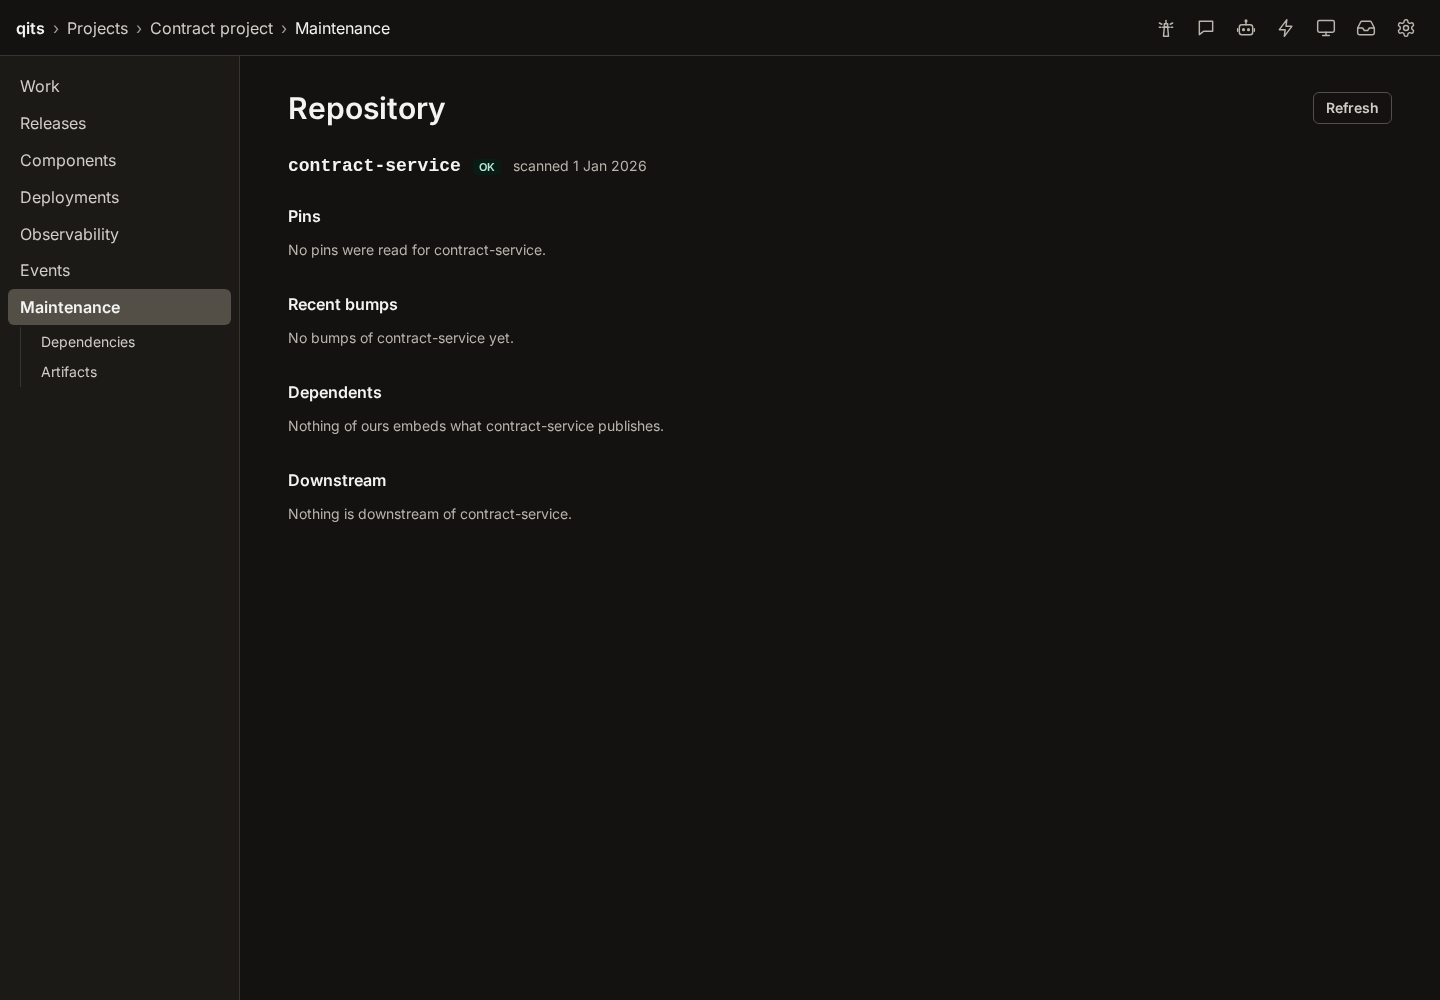 qits › Projects › Contract project › Maintenance
Work
Releases
Components
Deployments
Observability
Events
Maintenance
Dependencies
Artifacts
Repository
Refresh
contract-service OK scanned 1 Jan 2026
Pins
No pins were read for contract-service.
Recent bumps
No bumps of contract-service yet.
Dependents
Nothing of ours embeds what contract-service publishes.
Downstream
Nothing is downstream of contract-service.